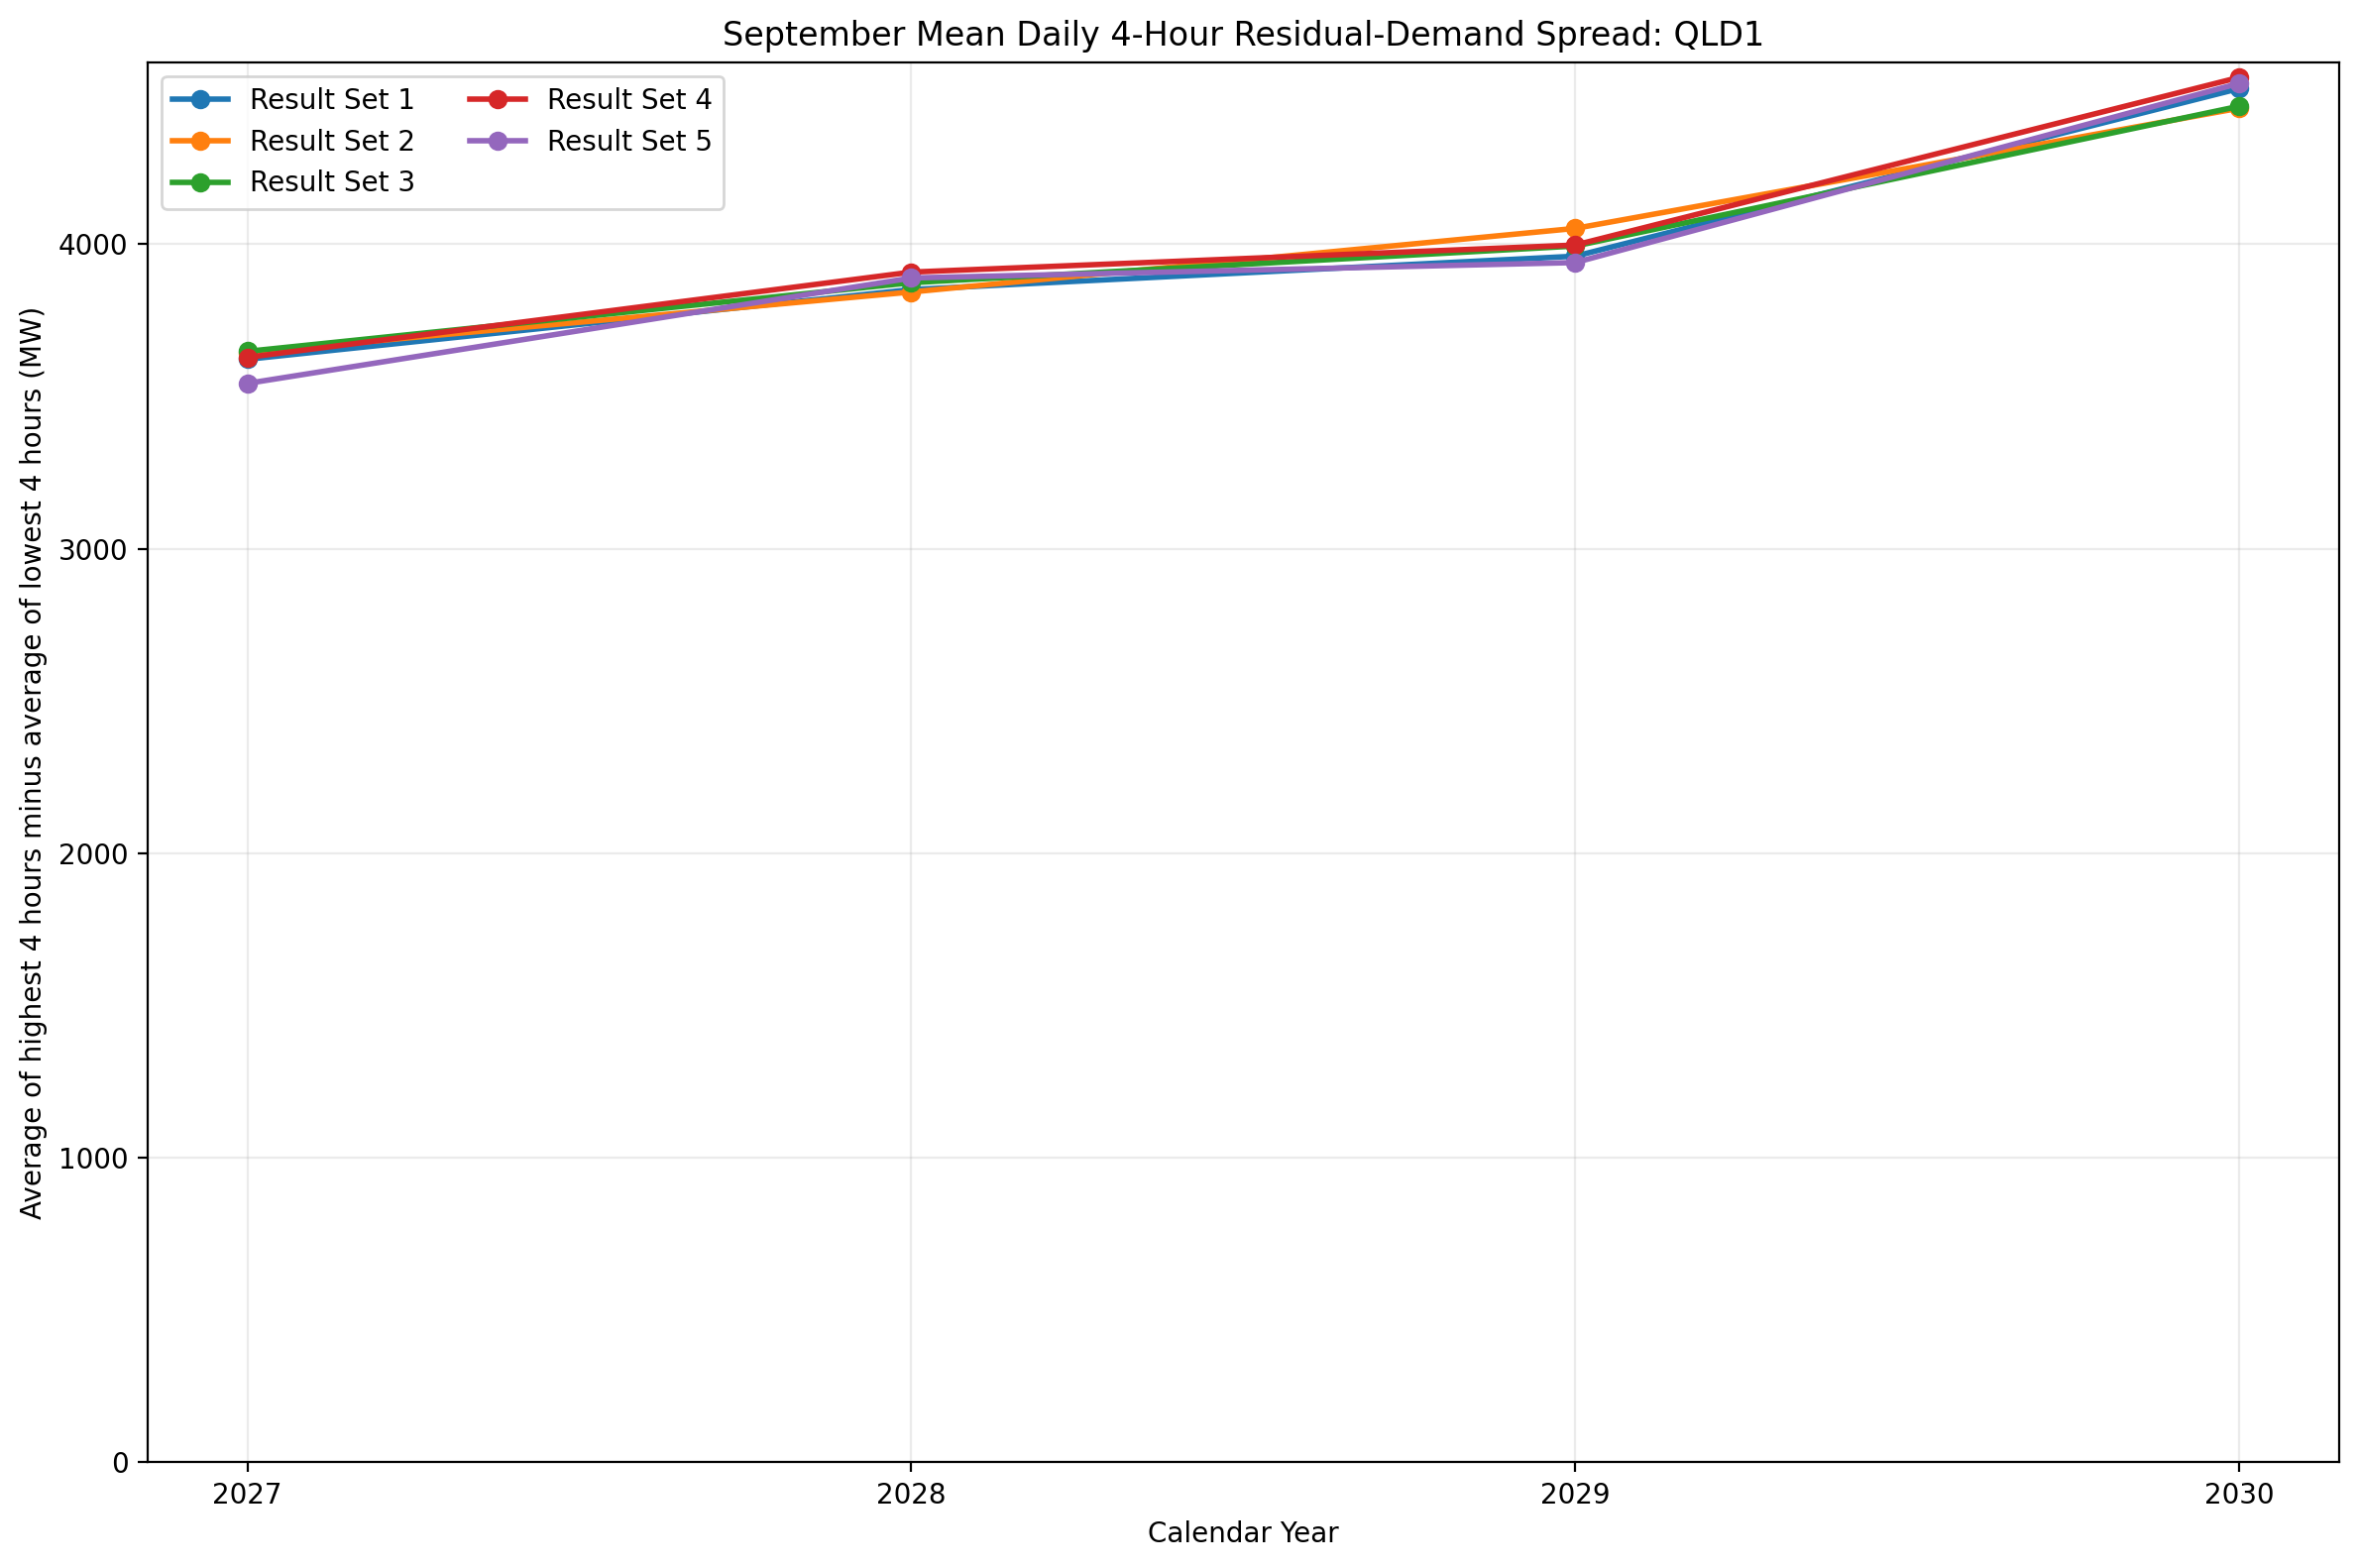 September Mean Daily 4-Hour Residual-Demand Spread: QLD1
Result Set 1
Result Set 2
Result Set 3
Result Set 4
Result Set 5
Average of highest 4 hours minus average of lowest 4 hours (MW)
4000
3000
2000
1000
0
2027
2028
2029
2030
Calendar Year